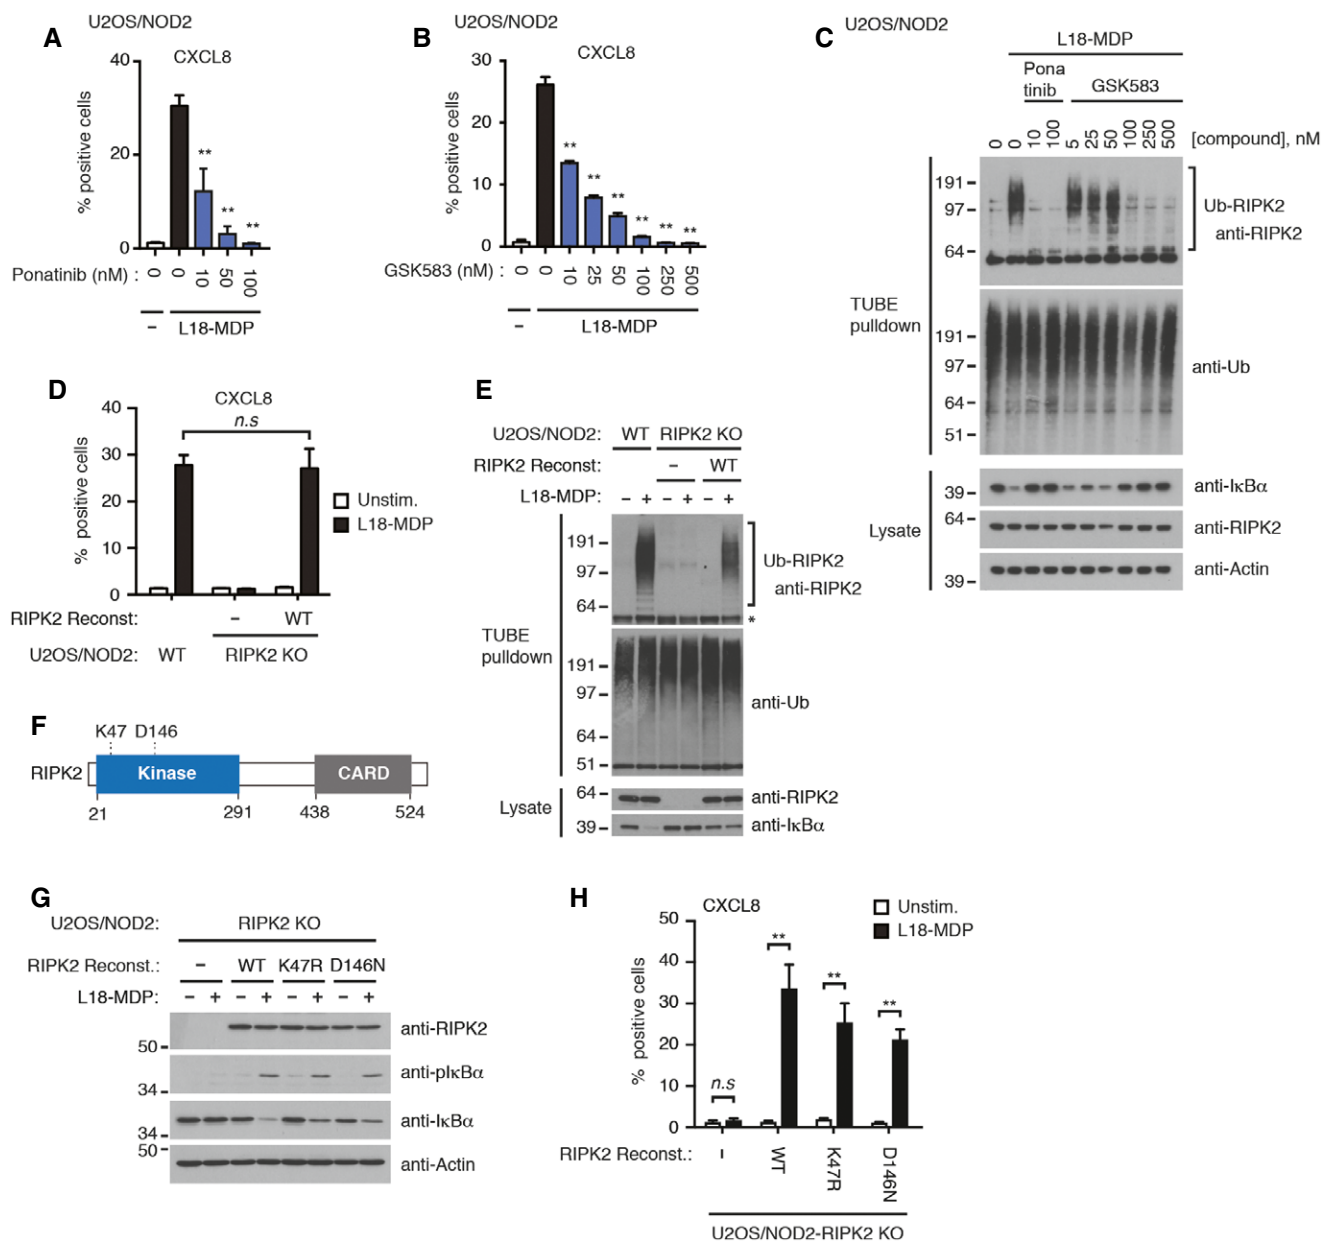 A
U2OS/NOD2
CXCL8
% positive cells
40
20
0
Ponatinib (nM) :
0
0
10
50
100
–
L18-MDP
B
U2OS/NOD2
CXCL8
% positive cells
30
20
10
0
GSK583 (nM) :
0
0
10
25
50
100
250
500
–
L18-MDP
** ** **
** ** ** ** ** **
C
U2OS/NOD2
L18-MDP
Pona
tinib
GSK583
0 0 10 100 5 25 50 100 250 500 [compound], nM
TUBE
pulldown
191
97
64
Ub-RIPK2
anti-RIPK2
191
97
64
51
anti-Ub
Lysate
39
anti-IκBα
64
anti-RIPK2
39
anti-Actin
D
CXCL8
n.s
% positive cells
40
30
20
10
0
Unstim.
L18-MDP
RIPK2 Reconst: – WT
U2OS/NOD2: WT RIPK2 KO
E
U2OS/NOD2: WT RIPK2 KO
RIPK2 Reconst: – WT
L18-MDP: – + – + – +
TUBE
pulldown
191
97
64
Ub-RIPK2
anti-RIPK2
*
191
97
64
51
anti-Ub
Lysate
64
anti-RIPK2
39
anti-IκBα
F
K47 D146
RIPK2 Kinase CARD
21 291 438 524
G
U2OS/NOD2: RIPK2 KO
RIPK2 Reconst.: – WT K47R D146N
L18-MDP: – + – + – + – +
anti-RIPK2
50
anti-pIκBα
34
anti-IκBα
34
50
anti-Actin
H
CXCL8
Unstim.
L18-MDP
% positive cells
50
40
30
20
10
0
n.s
**
**
**
RIPK2 Reconst.: – WT K47R D146N
U2OS/NOD2-RIPK2 KO